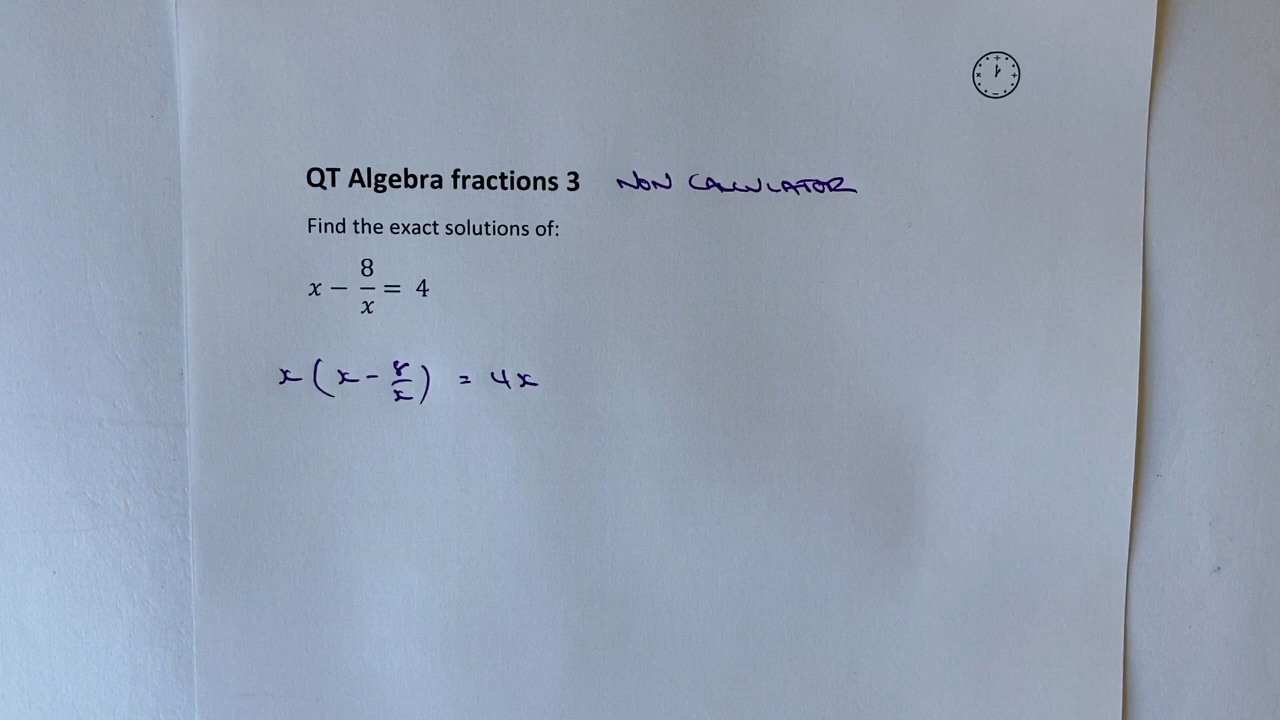 QT Algebra fractions 3 NON CALCULATOR
Find the exact solutions of:
x − 8/x = 4
x(x − 8/x) = 4x